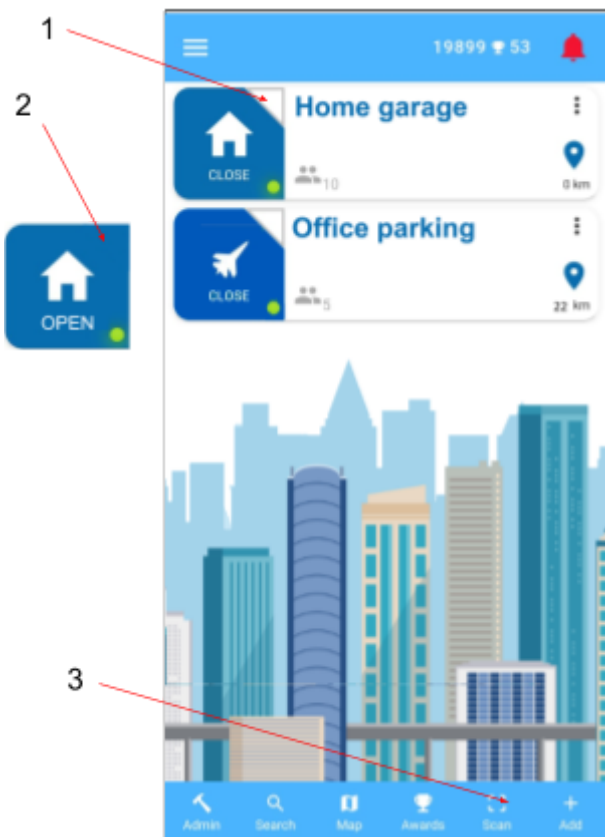 1
19899 53
2
Home garage
CLOSE
10
0 km
Office parking
CLOSE
5
22 km
OPEN
3
Admin Search Map Awards Scan Add